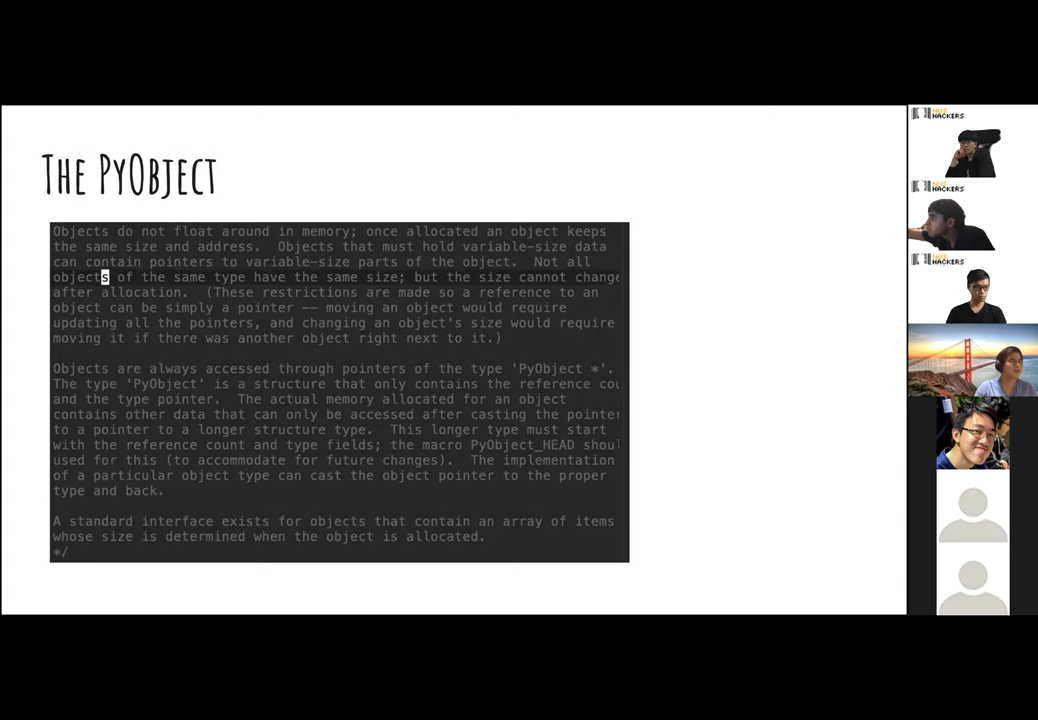 THE PYOBJECT
Objects do not float around in memory; once allocated an object keeps
the same size and address.  Objects that must hold variable-size data
can contain pointers to variable-size parts of the object.  Not all
objects of the same type have the same size; but the size cannot change
after allocation.  (These restrictions are made so a reference to an
object can be simply a pointer -- moving an object would require
updating all the pointers, and changing an object's size would require
moving it if there was another object right next to it.)
Objects are always accessed through pointers of the type 'PyObject *'.
The type 'PyObject' is a structure that only contains the reference cou
and the type pointer.  The actual memory allocated for an object
contains other data that can only be accessed after casting the pointer
to a pointer to a longer structure type.  This longer type must start
with the reference count and type fields; the macro PyObject_HEAD shoul
used for this (to accommodate for future changes).  The implementation
of a particular object type can cast the object pointer to the proper
type and back.
A standard interface exists for objects that contain an array of items
whose size is determined when the object is allocated.
*/
NUS
HACKERS
NUS
HACKERS
NUS
HACKERS